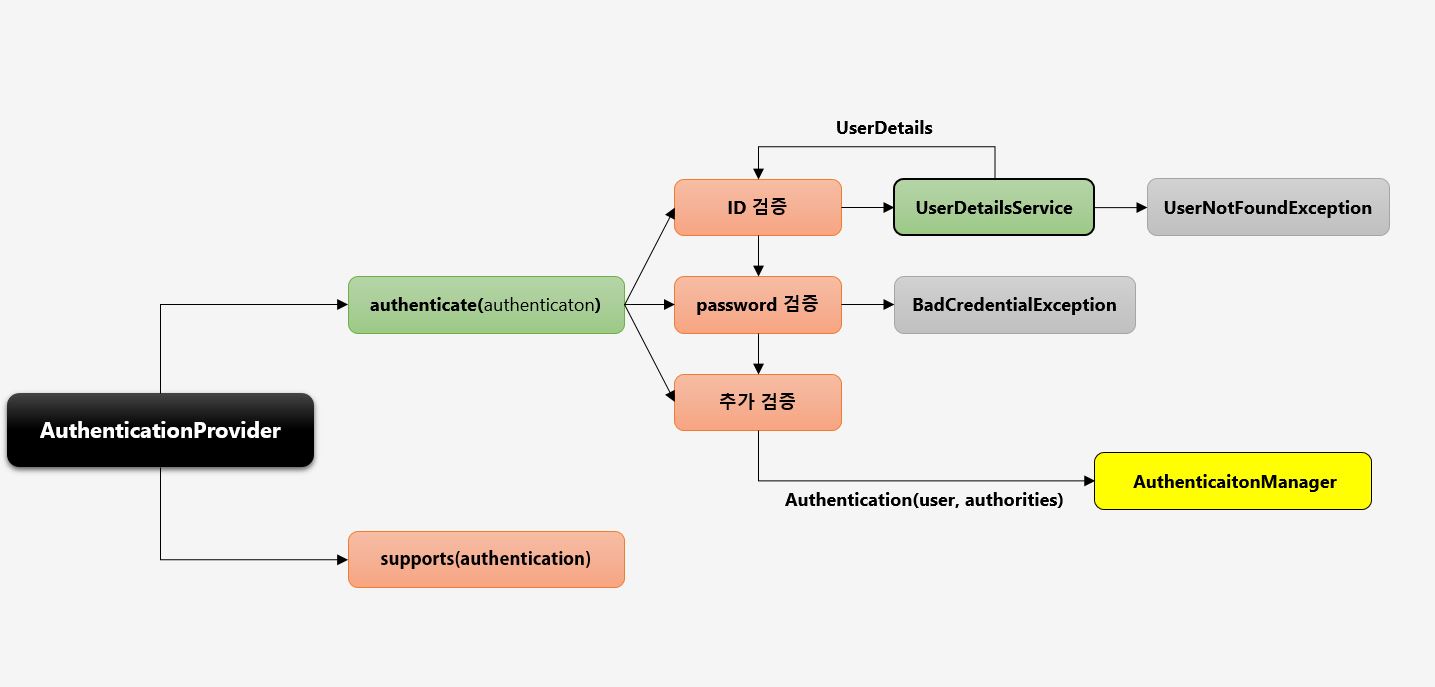 UserDetails
ID 검증
UserDetailsService
UserNotFoundException
authenticate(authenticaton)
password 검증
BadCredentialException
추가 검증
AuthenticationProvider
AuthenticaitonManager
Authentication(user, authorities)
supports(authentication)